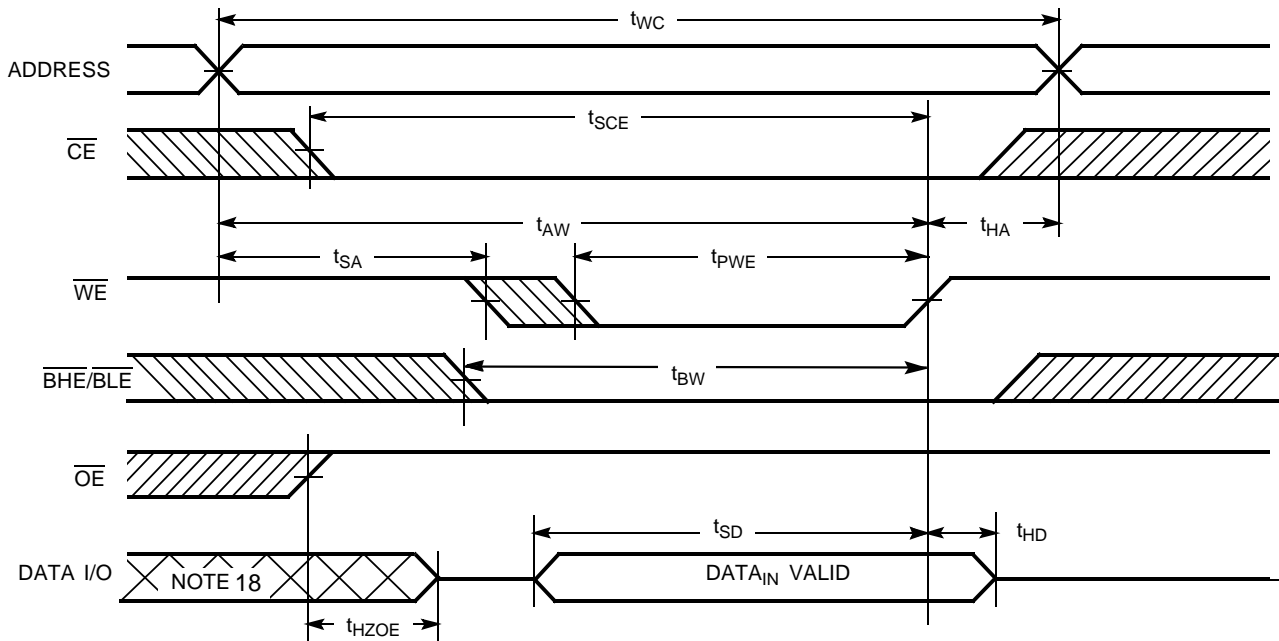 tWC
ADDRESS
tSCE
CE
tAW
tHA
tSA
tPWE
WE
BHE/BLE
tBW
OE
tSD
tHD
DATA I/O
NOTE 18
DATAIN VALID
tHZOE